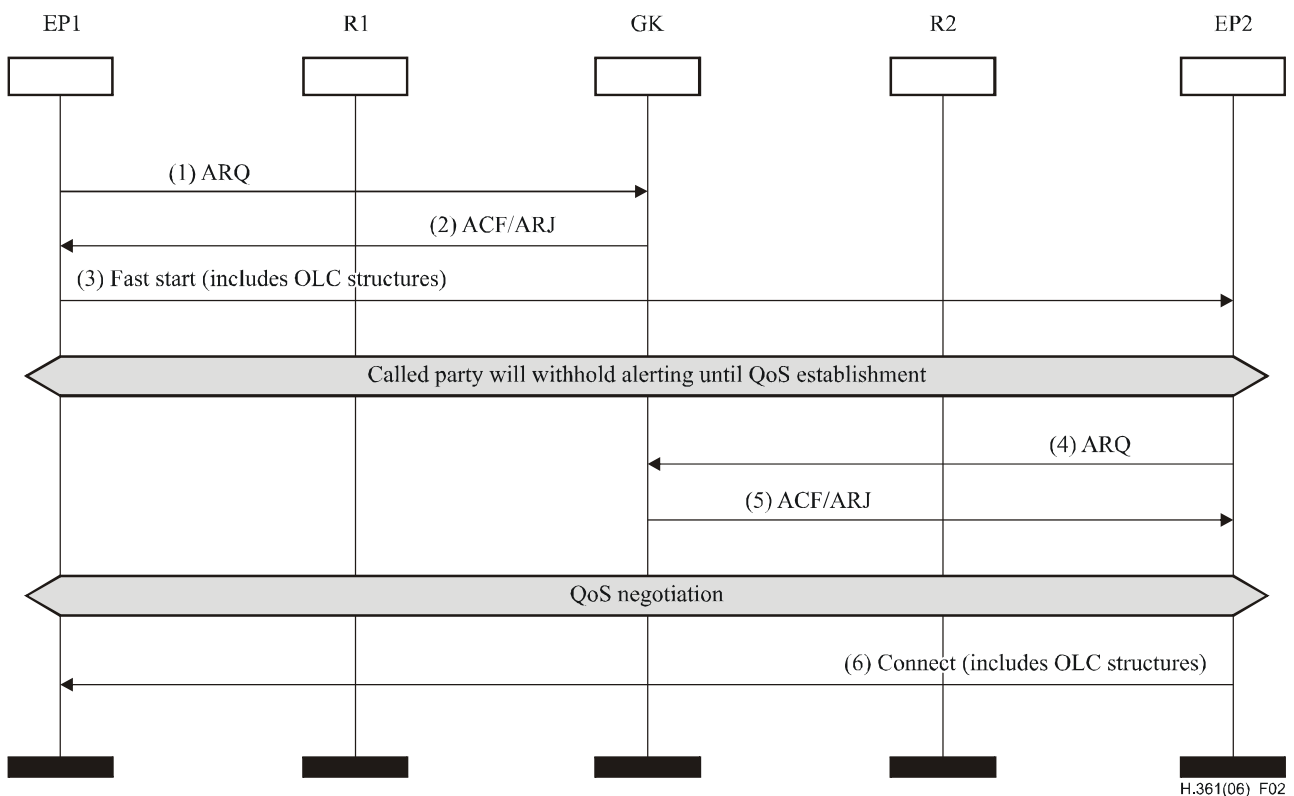 EP1 R1 GK R2 EP2
(1) ARQ
(2) ACF/ARJ
(3) Fast start (includes OLC structures)
Called party will withhold alerting until QoS establishment
(4) ARQ
(5) ACF/ARJ
QoS negotiation
(6) Connect (includes OLC structures)
H.361(06)_F02